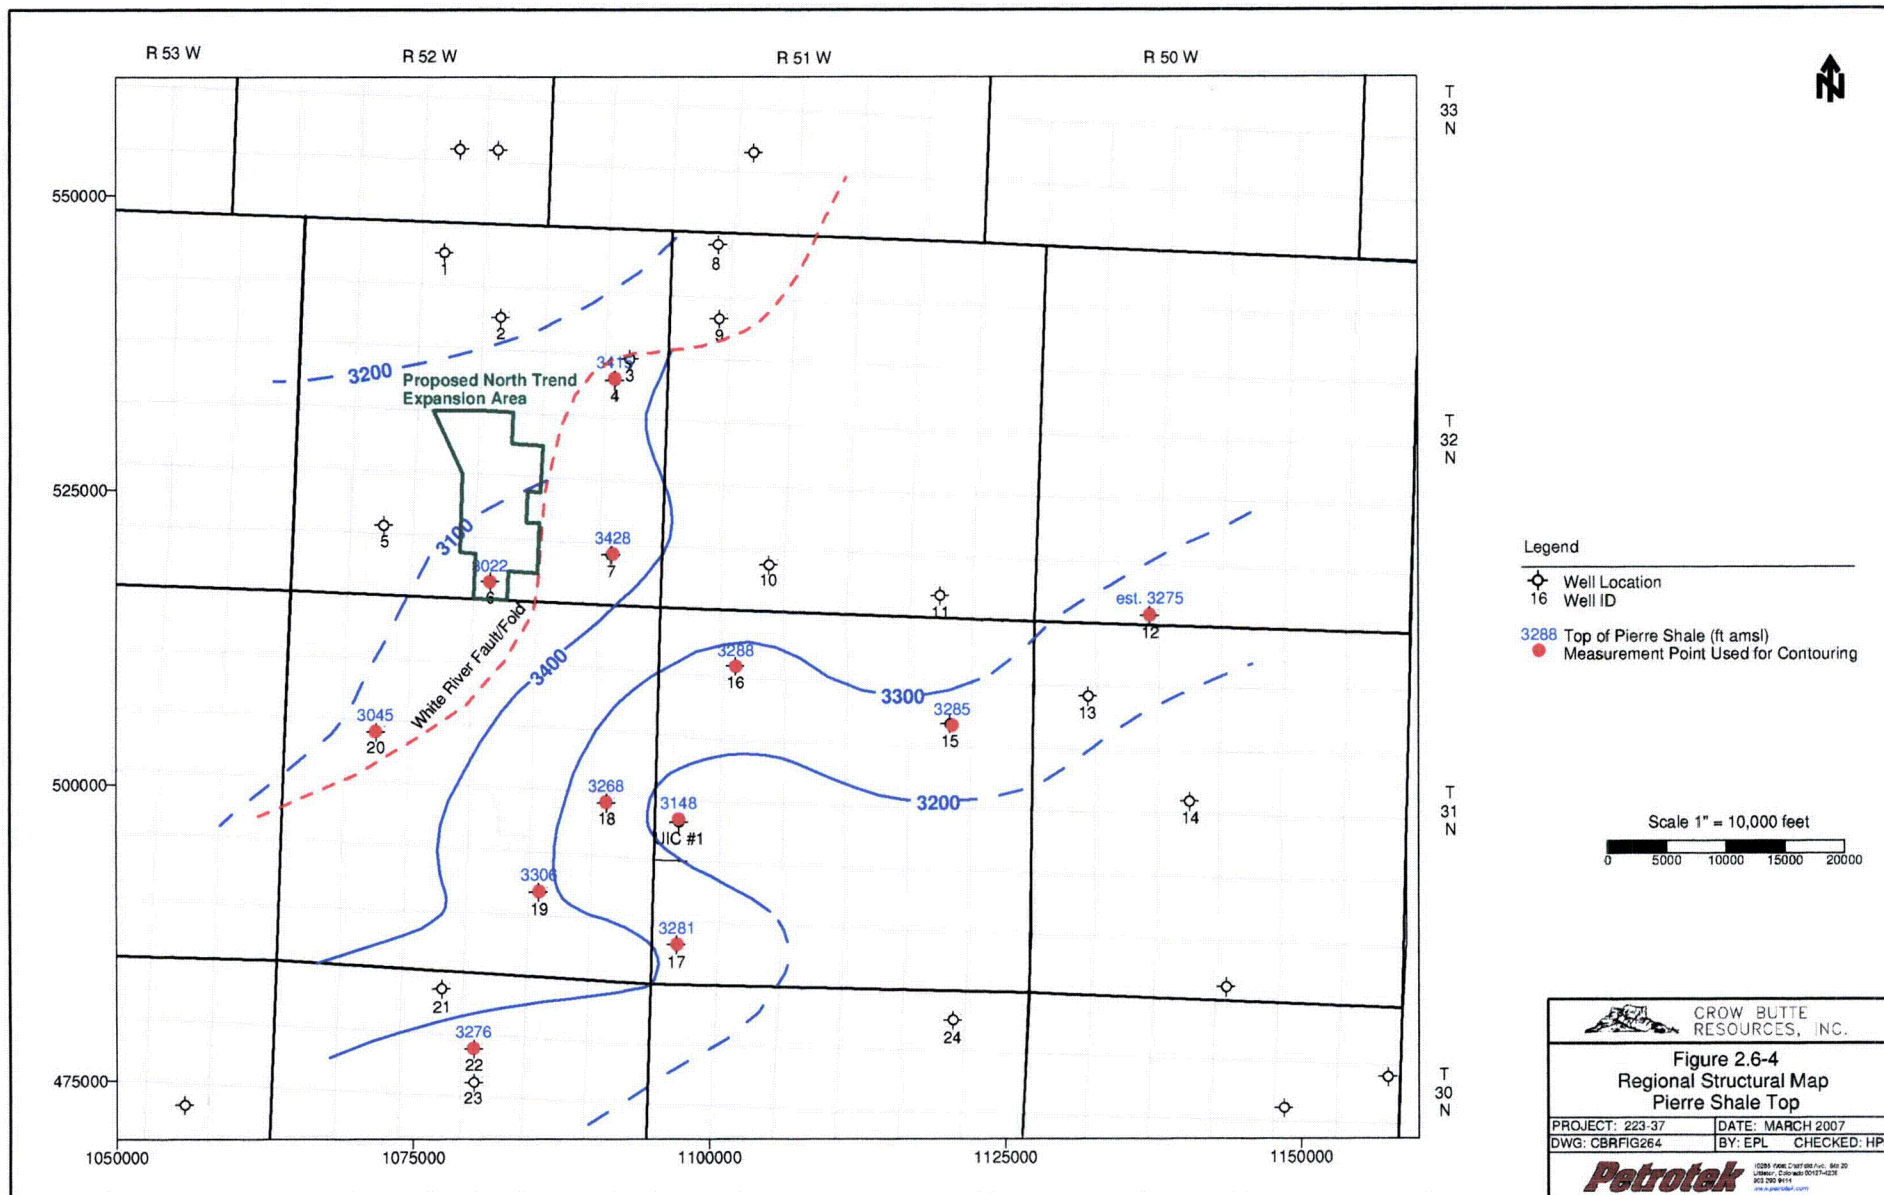 R 53 W
R 52 W
R 51 W
R 50 W
N
T
33
N
550000
1
8
2
9
3200
3
4
Proposed North Trend
Expansion Area
T
32
N
525000
3100
5
3428
7
3022
6
10
11
est. 3275
12
Legend
Well Location
16 Well ID
3288 Top of Pierre Shale (ft amsl)
Measurement Point Used for Contouring
White River Fault/Fold
3400
3288
16
3300
3285
15
13
3045
20
500000
3268
18
3148
UIC #1
3200
14
T
31
N
Scale 1" = 10,000 feet
0 5000 10000 15000 20000
3306
19
3281
17
21
3276
22
23
24
475000
T
30
N
1050000
1075000
1100000
1125000
1150000
CROW BUTTE
RESOURCES, INC.
Figure 2.6-4
Regional Structural Map
Pierre Shale Top
PROJECT: 223-37 DATE: MARCH 2007
DWG: CBRFIG264 BY: EPL CHECKED: HP
Petrotek
www.petrotek.com